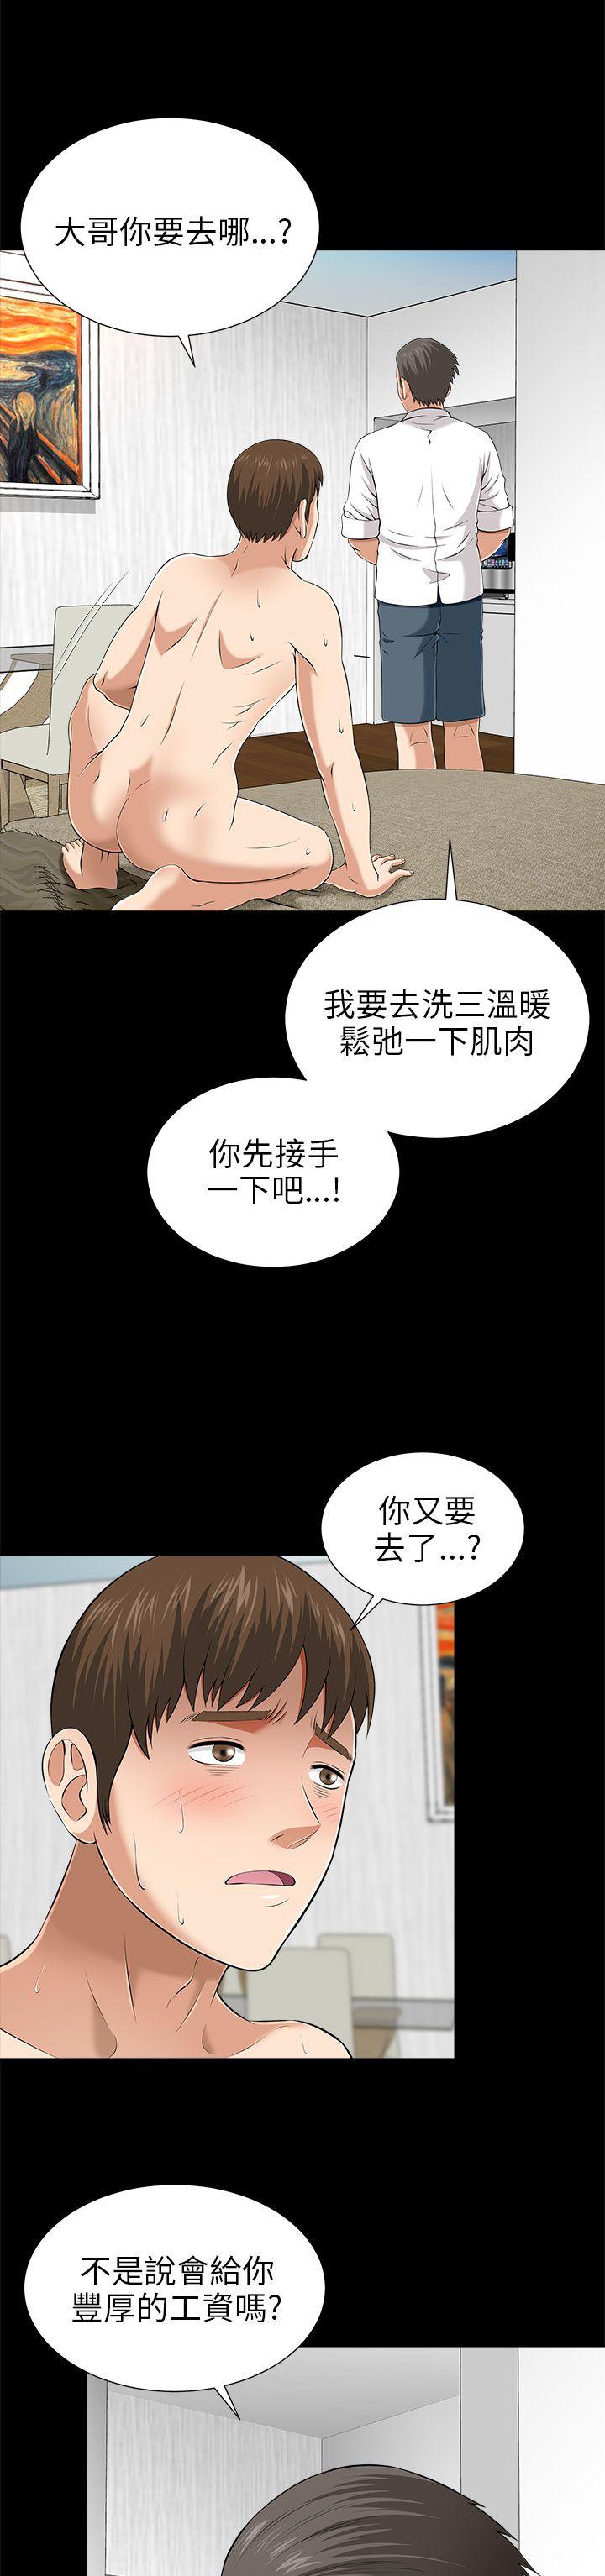 大哥你要去哪...?
我要去洗三溫暖
鬆弛一下肌肉
你先接手
一下吧...!
你又要
去了...?
不是說會給你
豐厚的工資嗎?